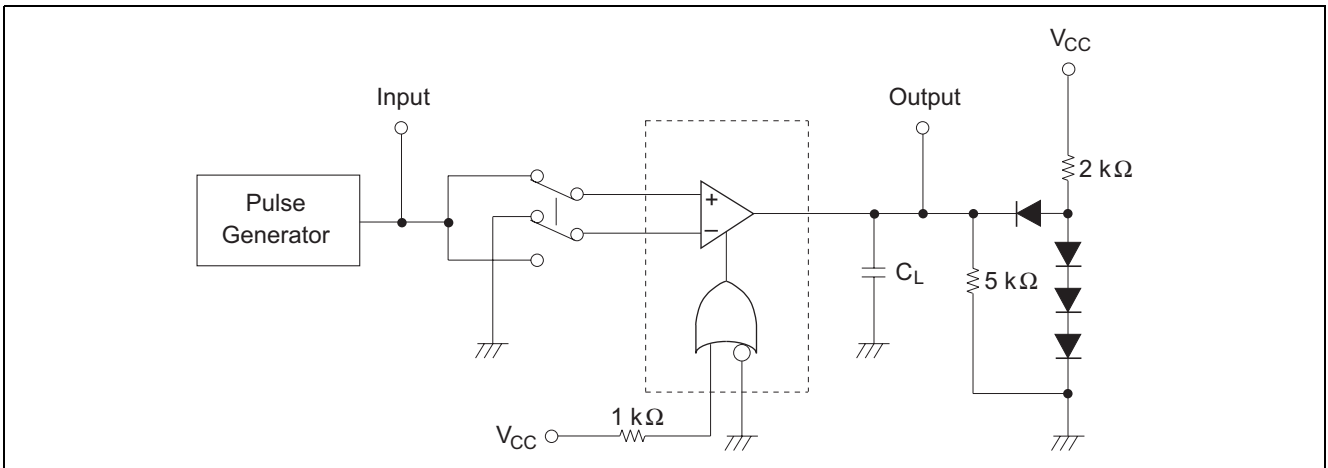 V_CC
Input
Output
2 kΩ
Pulse
Generator
+
−
C_L
5 kΩ
1 kΩ
V_CC